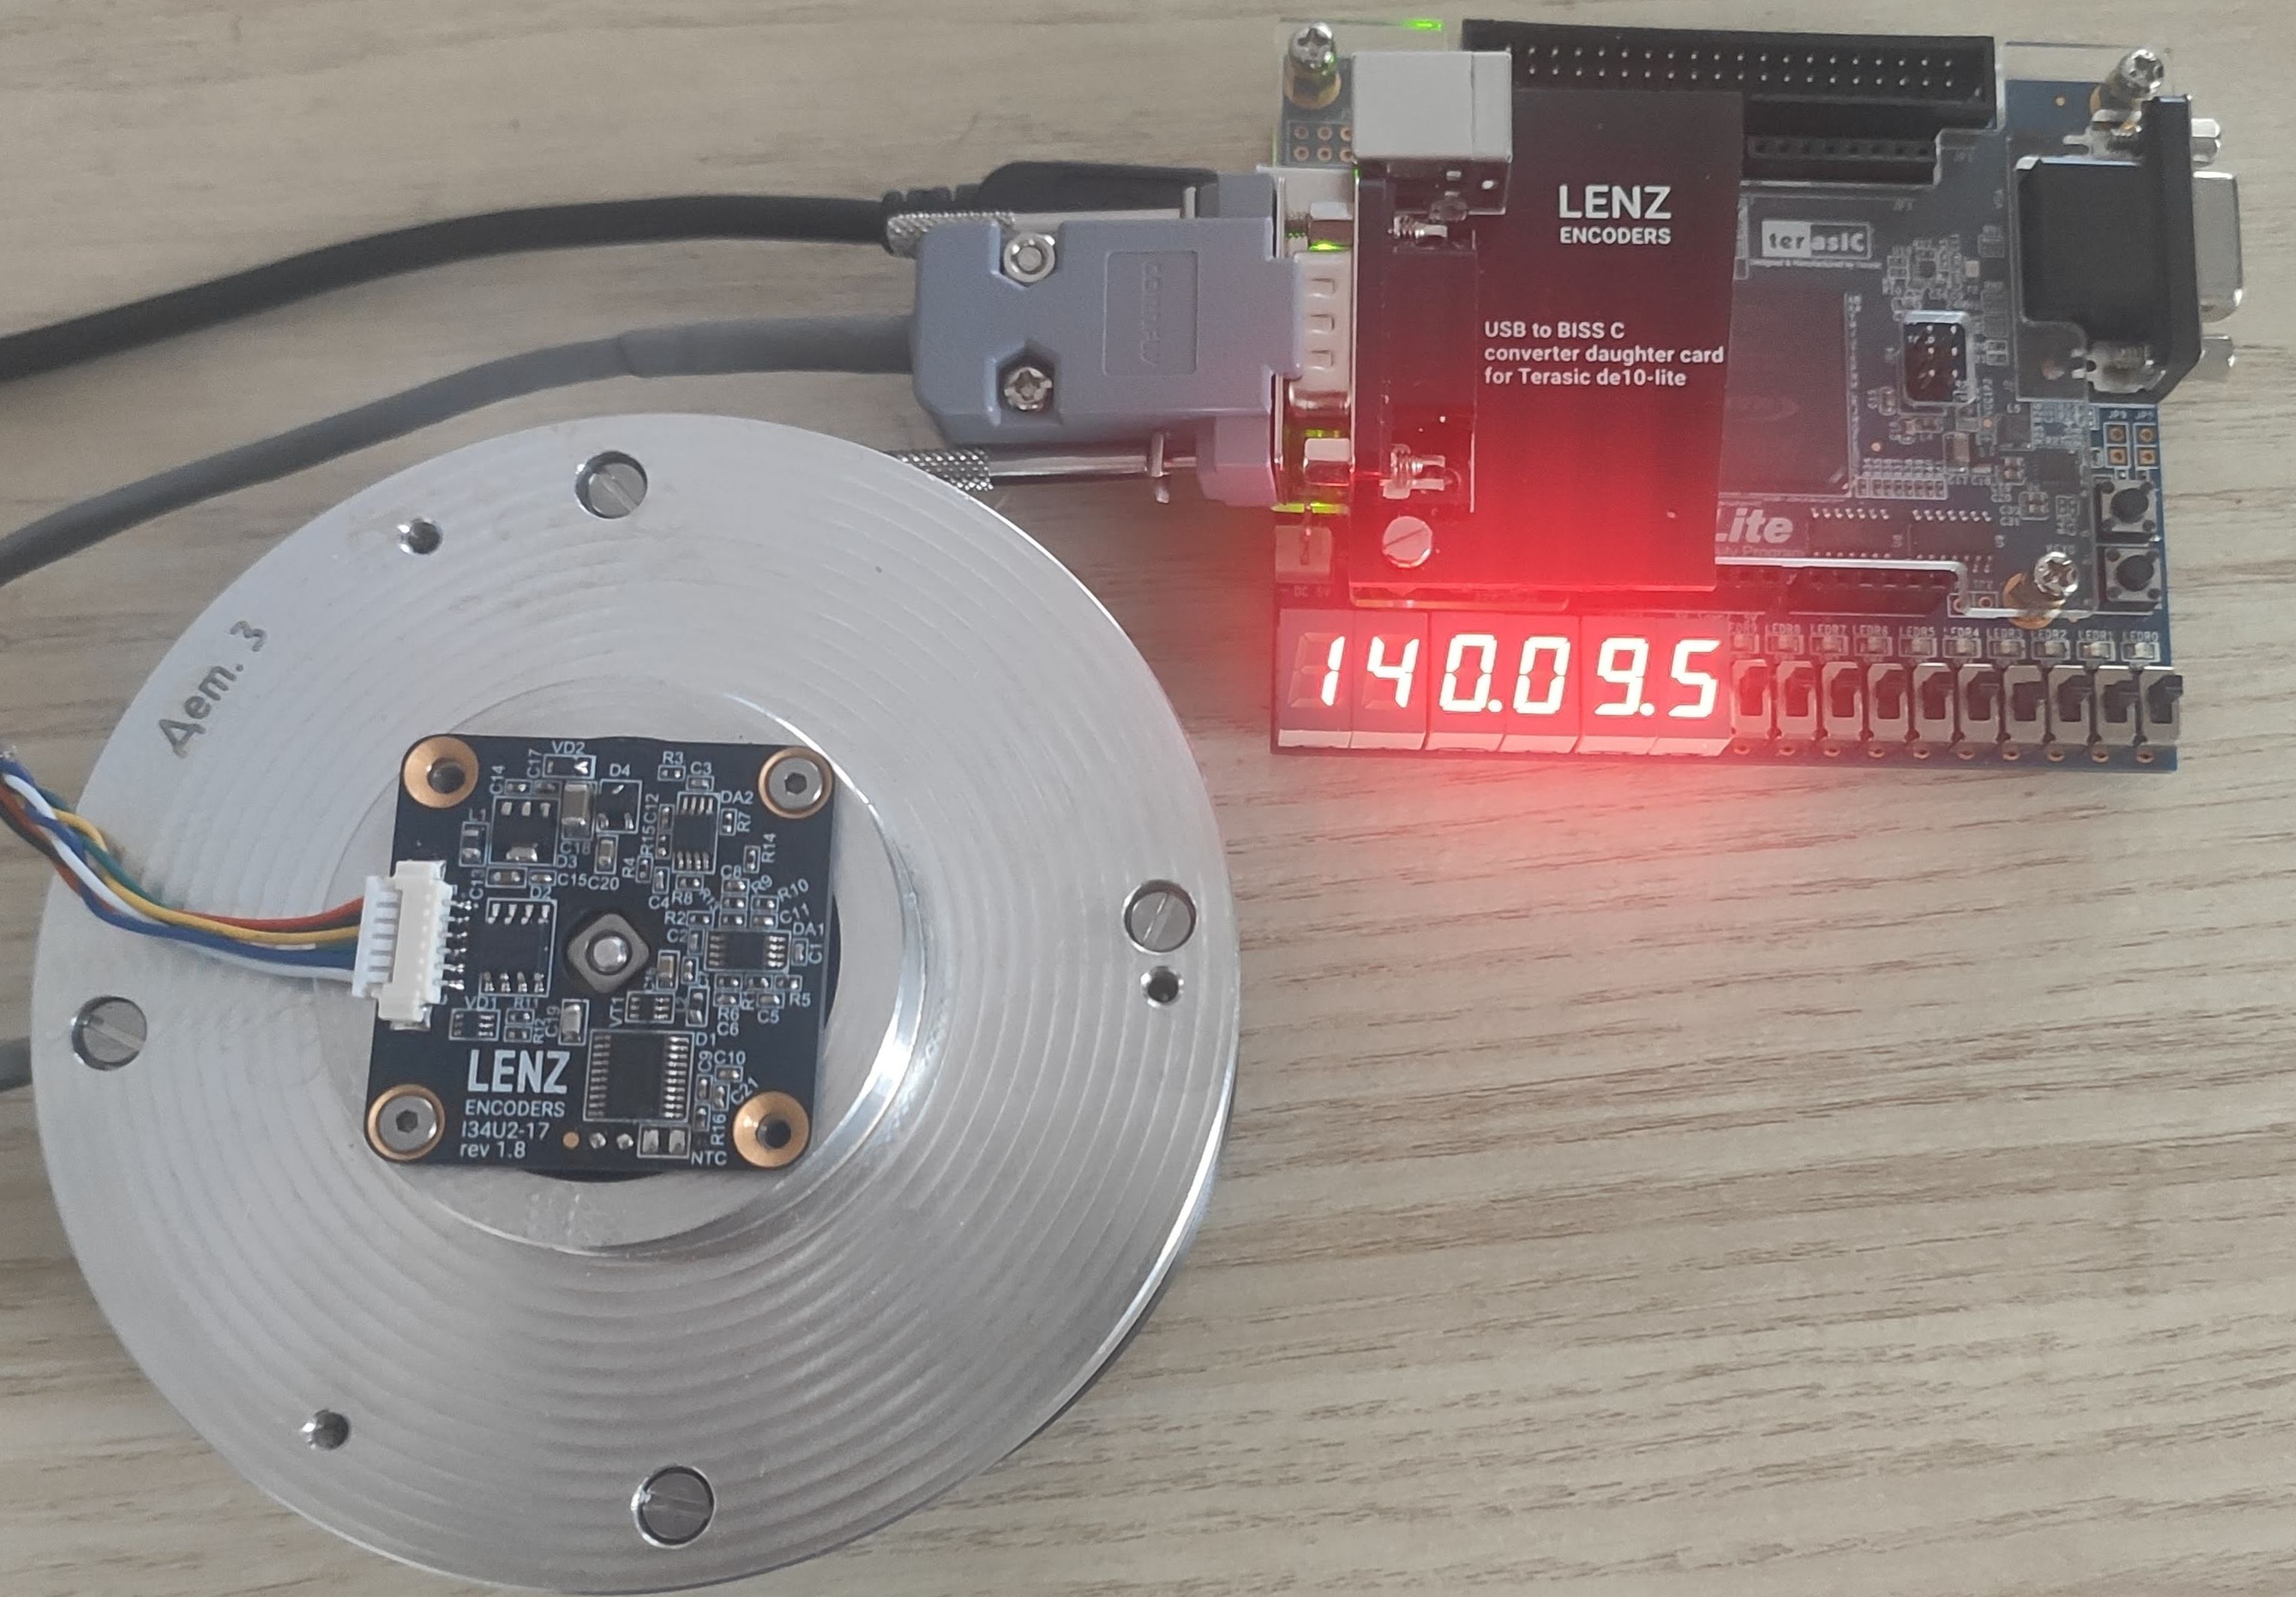 LENZ
ENCODERS
USB to BISS C
converter daughter card
for Terasic de10-lite
terasIC
Lite
140.09.5
LEDR8
LEDR7
LEDR6
LEDR5
LEDR4
LEDR3
LEDR2
LEDR1
LEDR0
Дem. 3
VD2
C17
C14
D4
R3
C3
DA2
R7
C12
R15
R14
C18
D3
C15
C20
R4
C13
D2
C4
R8
C8
R9
R10
C11
R2
C2
DA1
C1
R5
R6
C6
C5
VT1
VD1
R11
R12
C19
D1
C9
C10
C21
R16
NTC
LENZ
ENCODERS
I34U2-17
rev 1.8